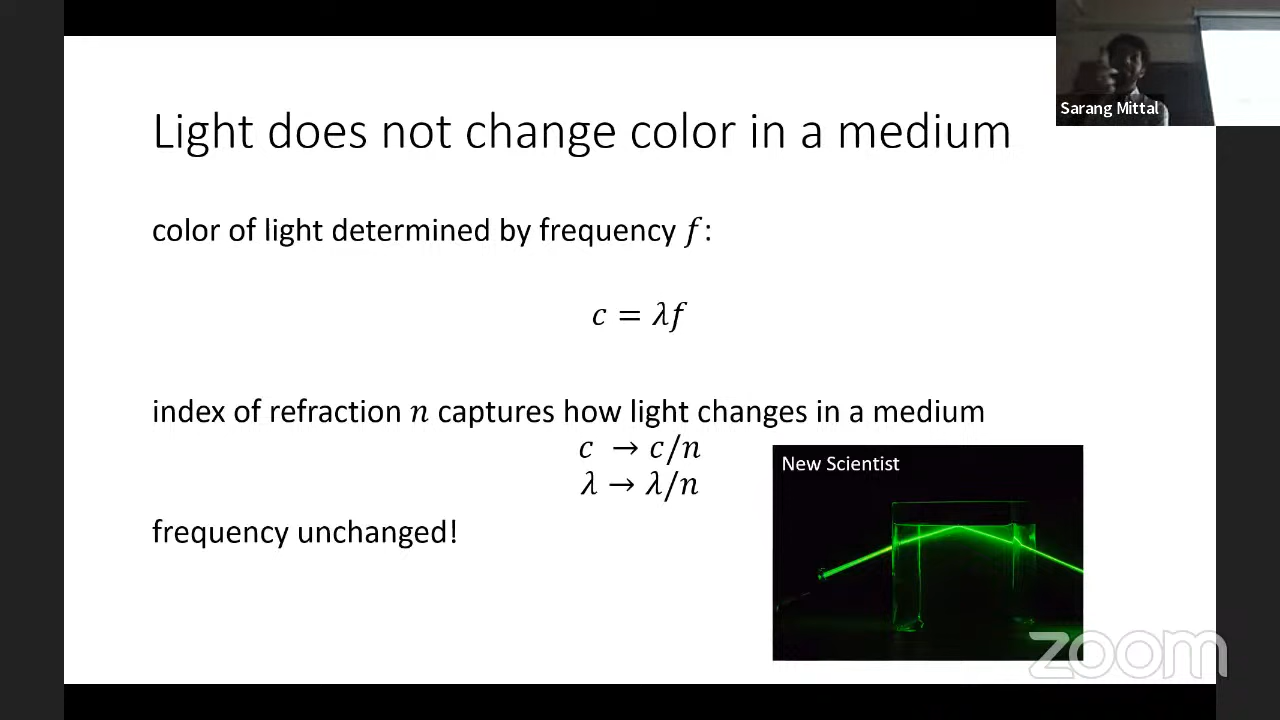 Sarang Mittal
Light does not change color in a medium
color of light determined by frequency 𝑓:
𝑐 = 𝜆𝑓
index of refraction 𝑛 captures how light changes in a medium
𝑐 → 𝑐/𝑛
𝜆 → 𝜆/𝑛
New Scientist
frequency unchanged!
zoom